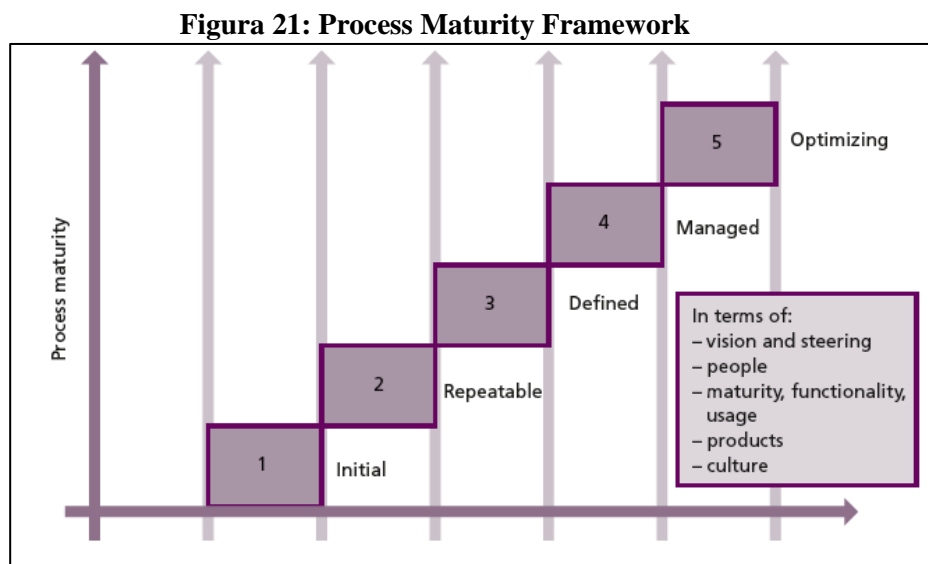 Figura 21: Process Maturity Framework
Process maturity
5
Optimizing
4
Managed
3
Defined
2
Repeatable
1
Initial
In terms of:
– vision and steering
– people
– maturity, functionality,
usage
– products
– culture